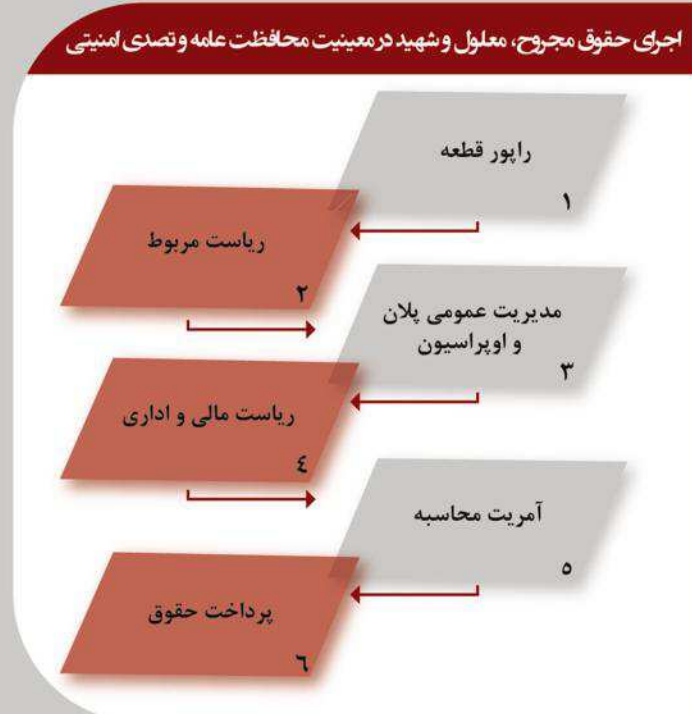 اجرای حقوق مجروح، معلول و شهید در معینیت محافظت عامه و تصدی امنیتی
راپور قطعه
۱
ریاست مربوط
۲
مدیریت عمومی پلان
و اوپراسیون
۳
ریاست مالی و اداری
٤
آمریت محاسبه
۵
پرداخت حقوق
٦